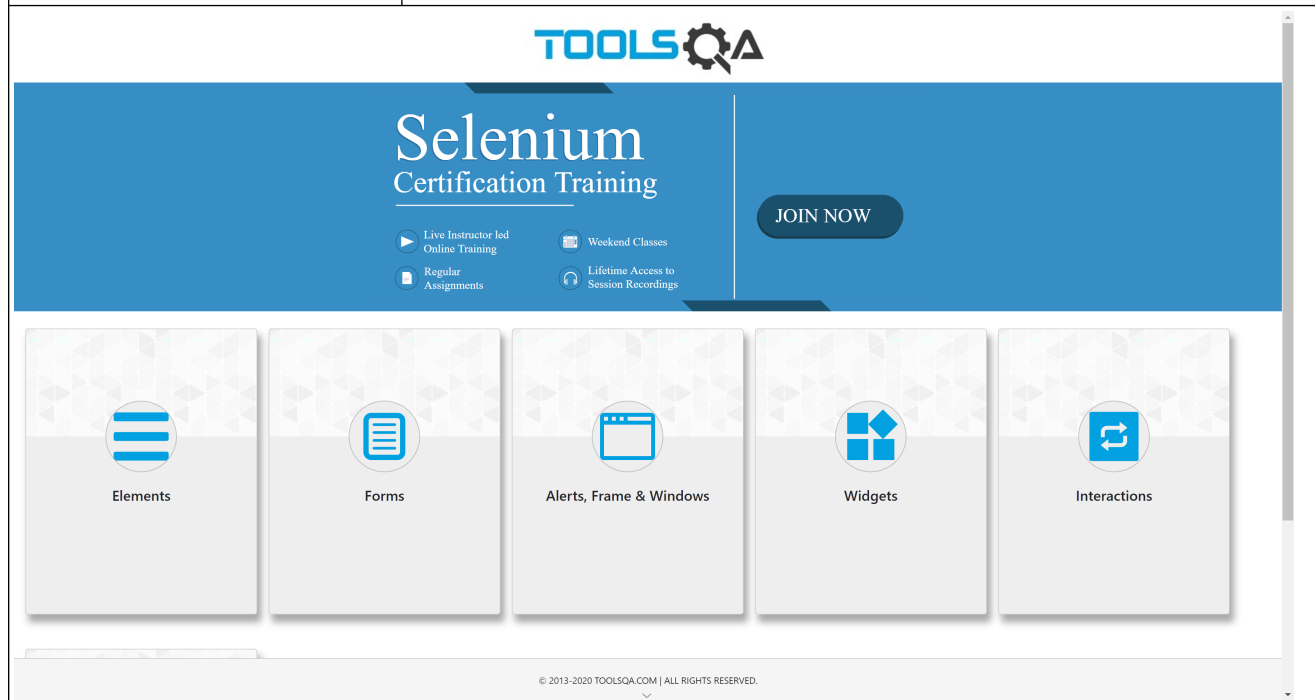 TOOLSQA
Selenium
Certification Training
Live Instructor led
Online Training
Weekend Classes
Regular
Assignments
Lifetime Access to
Session Recordings
JOIN NOW
Elements
Forms
Alerts, Frame & Windows
Widgets
Interactions
© 2013-2020 TOOLSQA.COM | ALL RIGHTS RESERVED.